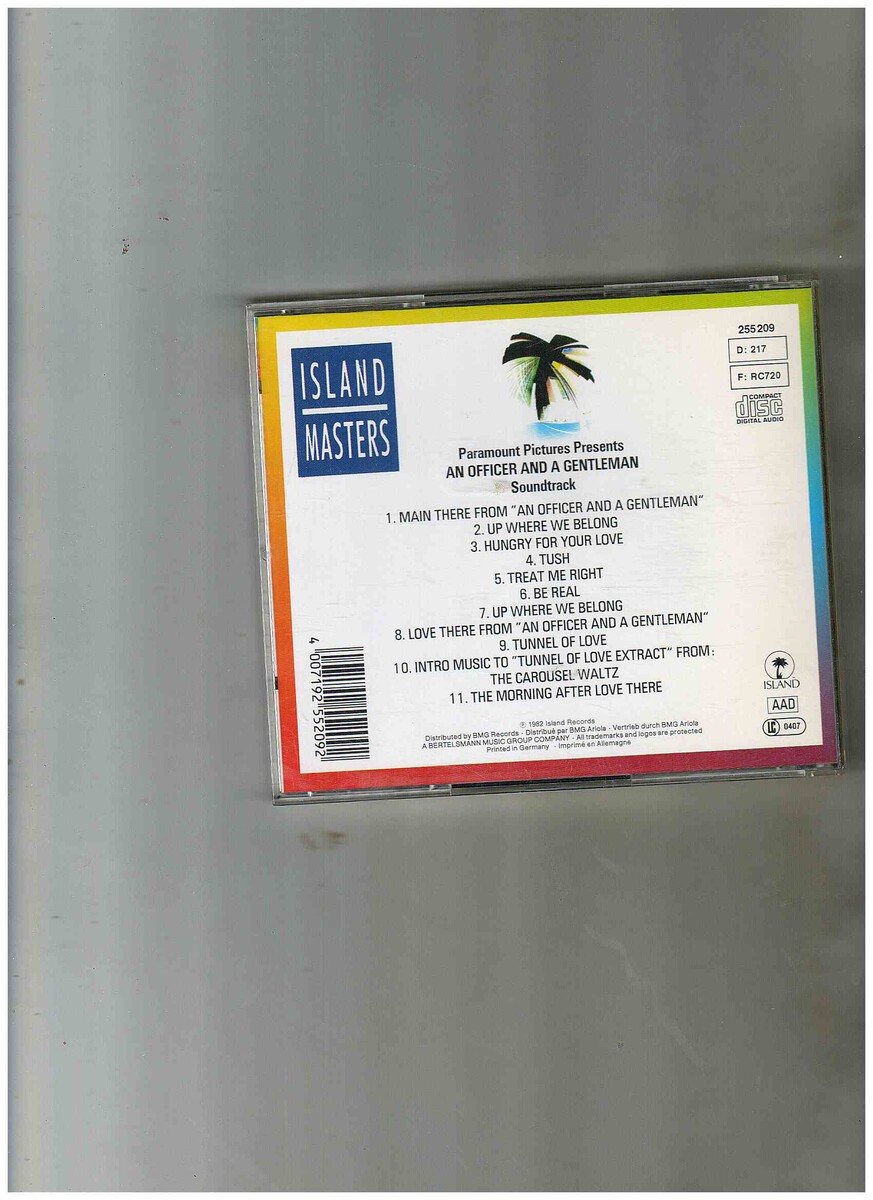 ISLAND
MASTERS
255 209
D: 217
F: RC720
COMPACT
disc
DIGITAL AUDIO
Paramount Pictures Presents
AN OFFICER AND A GENTLEMAN
Soundtrack
1. MAIN THERE FROM "AN OFFICER AND A GENTLEMAN"
2. UP WHERE WE BELONG
3. HUNGRY FOR YOUR LOVE
4. TUSH
5. TREAT ME RIGHT
6. BE REAL
7. UP WHERE WE BELONG
8. LOVE THERE FROM "AN OFFICER AND A GENTLEMAN"
9. TUNNEL OF LOVE
10. INTRO MUSIC TO "TUNNEL OF LOVE EXTRACT" FROM:
THE CAROUSEL WALTZ
11. THE MORNING AFTER LOVE THERE
4 007192 552092
ISLAND
AAD
LC 0407
℗ 1982 Island Records
Distributed by BMG Records · Distribué par BMG Ariola · Vertrieb durch BMG Ariola
A BERTELSMANN MUSIC GROUP COMPANY · All trademarks and logos are protected
Printed in Germany · Imprimé en Allemagne